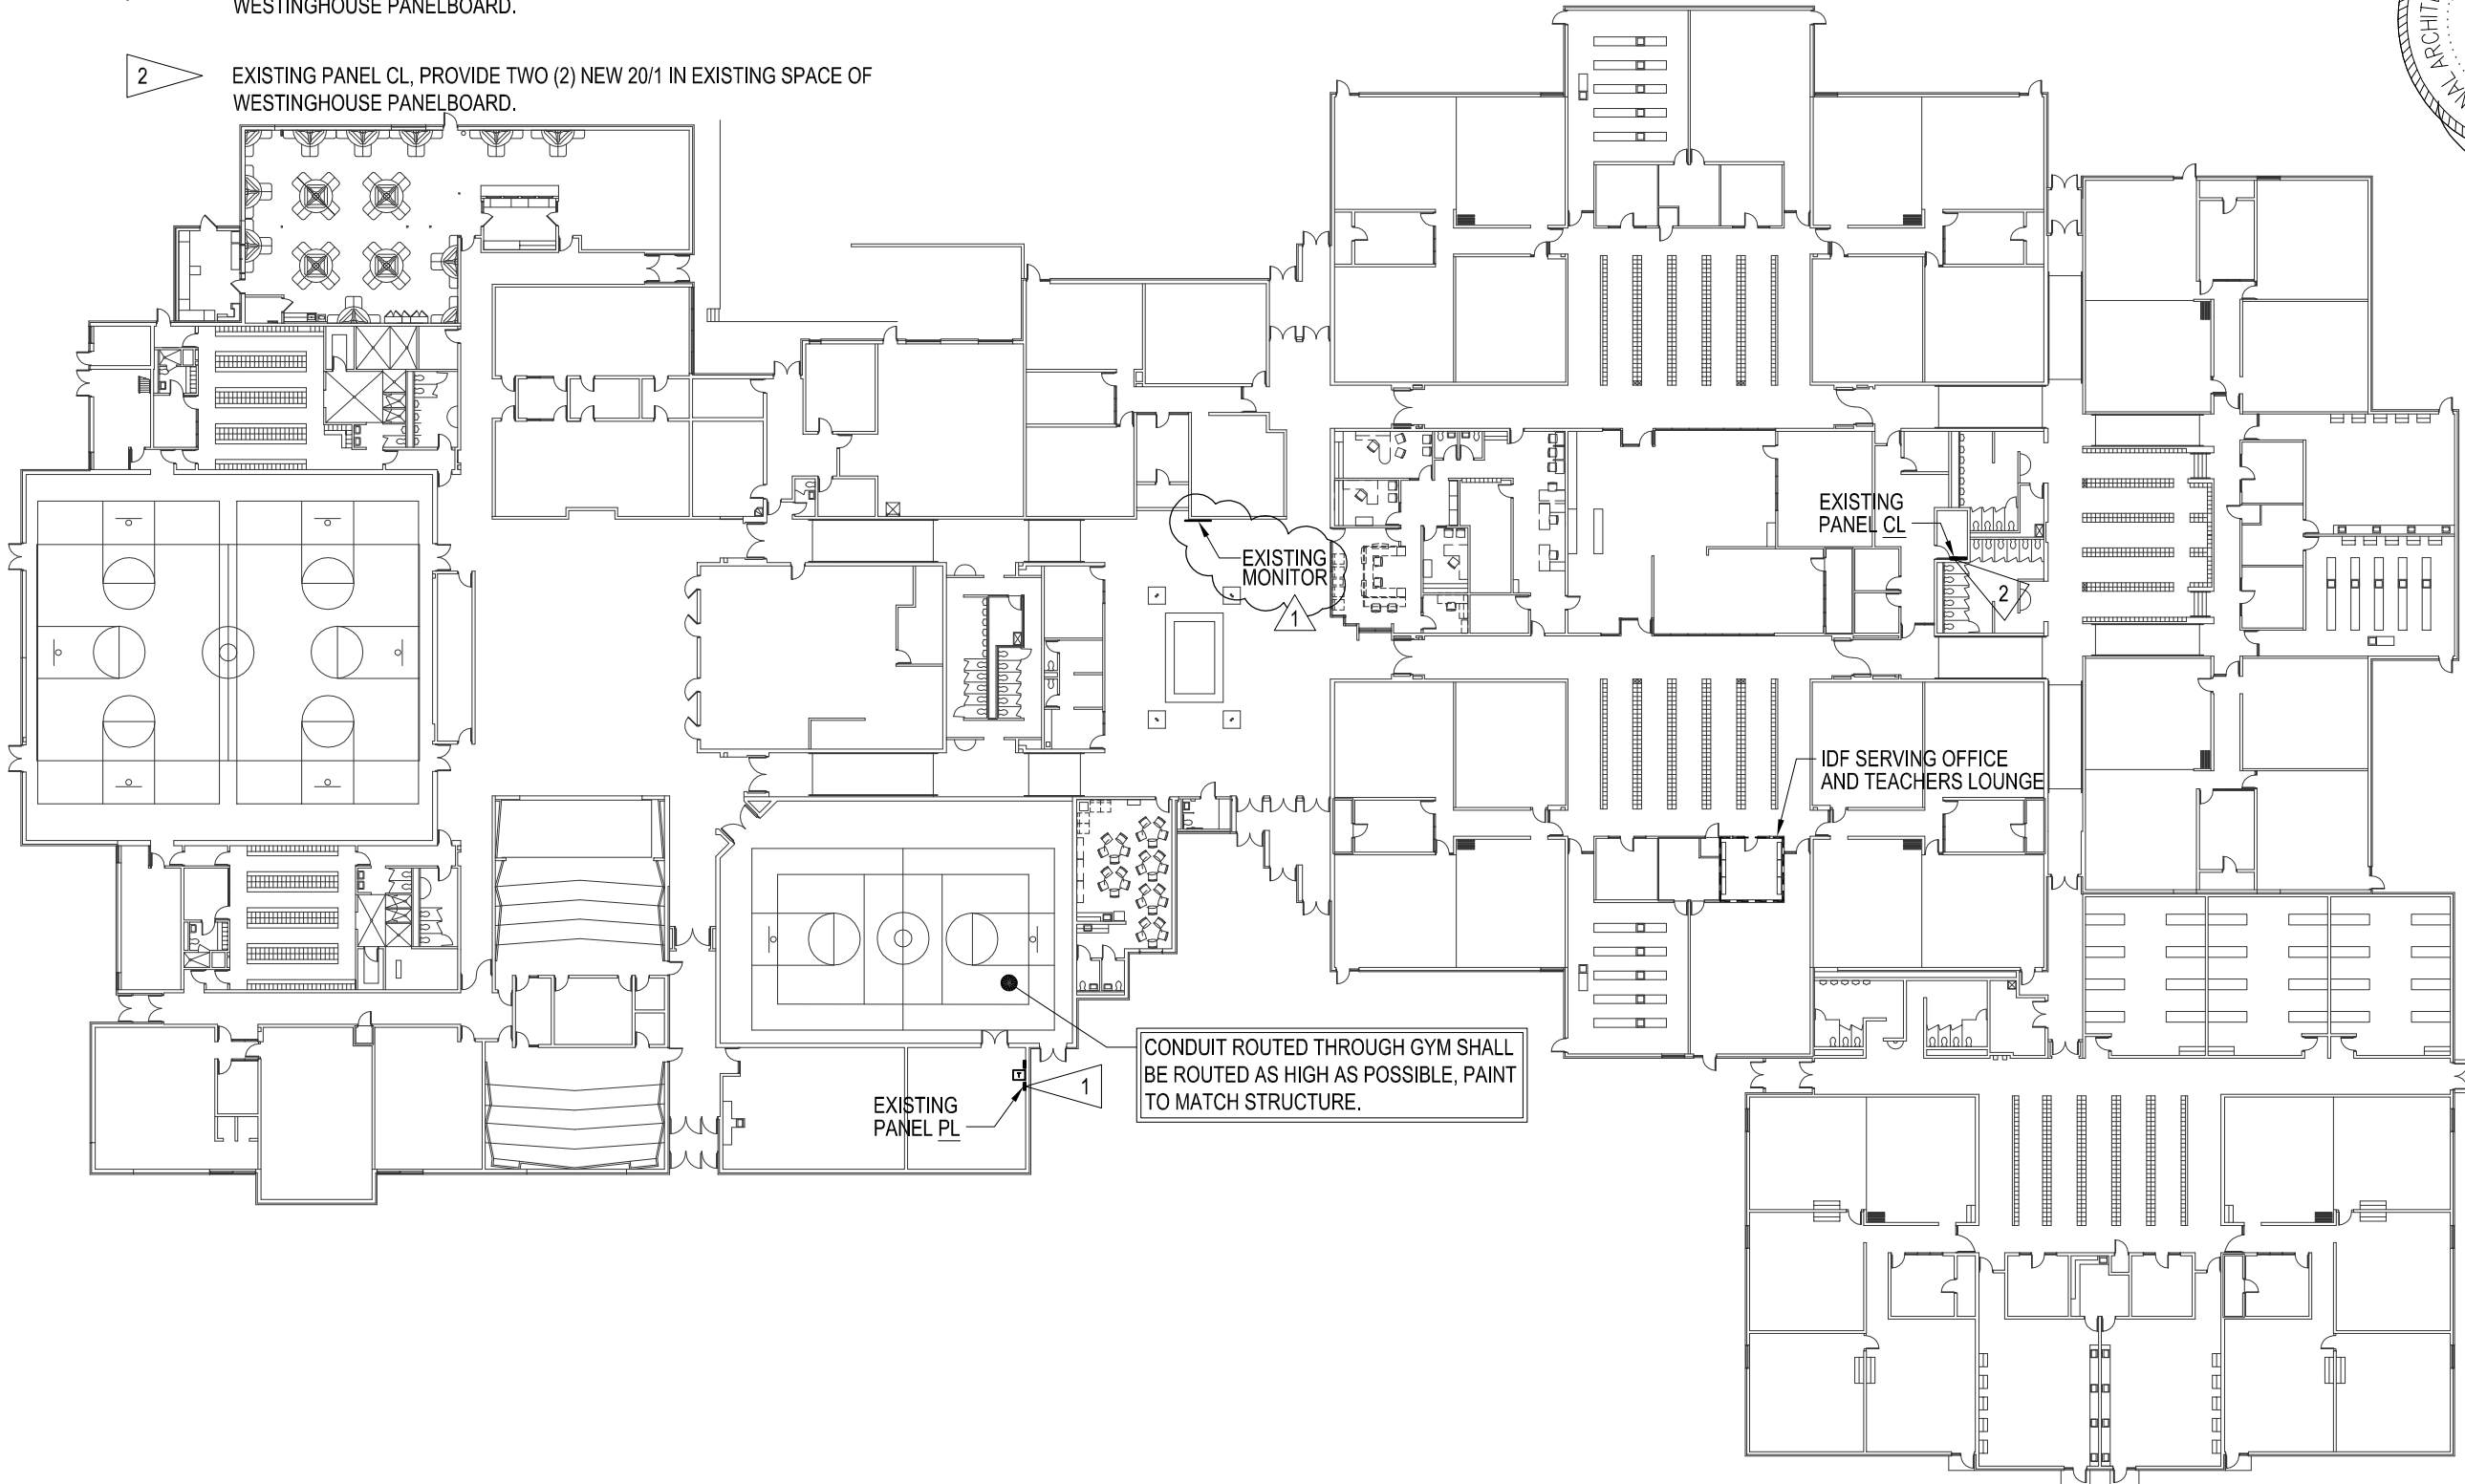 WESTINGHOUSE PANELBOARD.
2
EXISTING PANEL CL, PROVIDE TWO (2) NEW 20/1 IN EXISTING SPACE OF
WESTINGHOUSE PANELBOARD.
NAL ARCHITA
EXISTING
PANEL CL
2
EXISTING
MONITOR
1
IDF SERVING OFFICE
AND TEACHERS LOUNGE
CONDUIT ROUTED THROUGH GYM SHALL
BE ROUTED AS HIGH AS POSSIBLE, PAINT
TO MATCH STRUCTURE.
T
1
EXISTING
PANEL PL